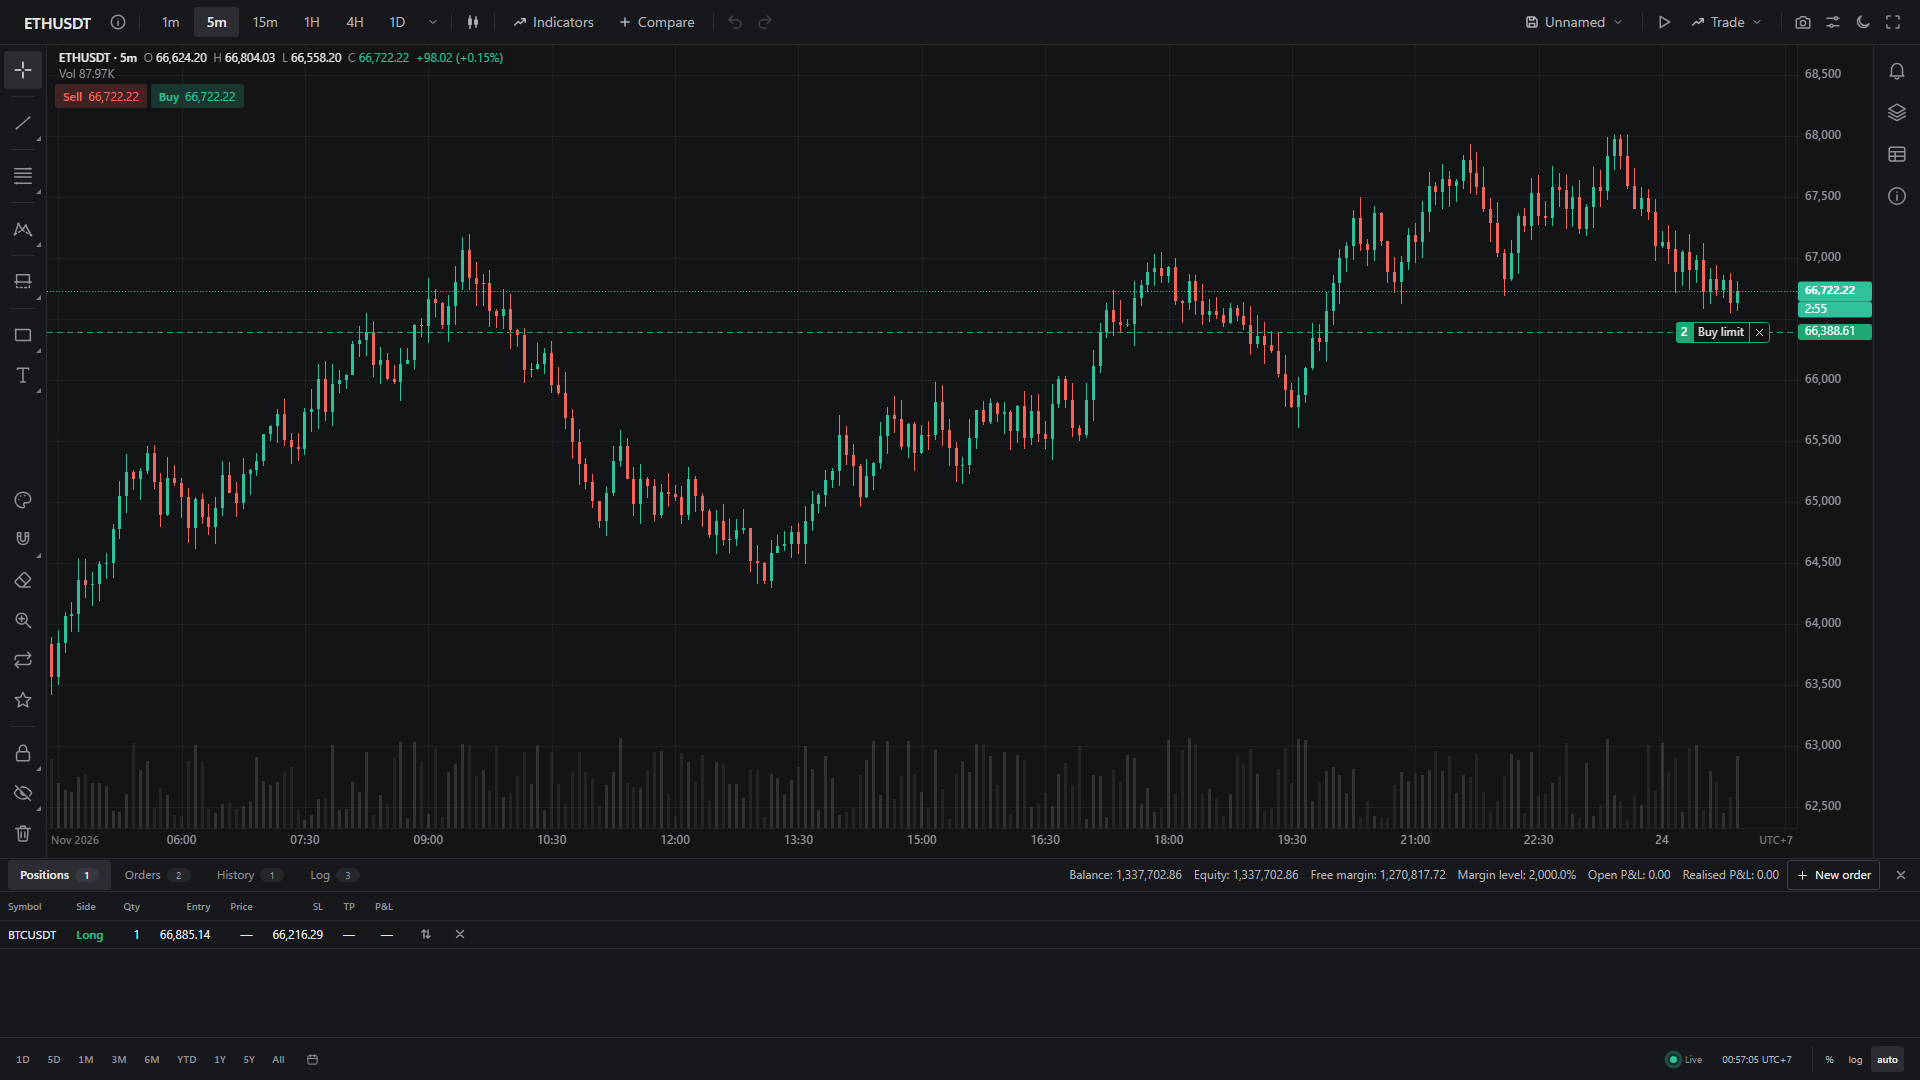 ETHUSDT 1m 5m 15m 1H 4H 1D Indicators Compare Unnamed Trade
ETHUSDT · 5m O 66,624.20 H 66,804.03 L 66,558.20 C 66,722.22 +98.02 (+0.15%)
Vol 87.97K
Sell 66,722.22 Buy 66,722.22
68,500
68,000
67,500
67,000
66,722.22
2:55
2 Buy limit 66,388.61
66,000
65,500
65,000
64,500
64,000
63,500
63,000
62,500
Nov 2026 06:00 07:30 09:00 10:30 12:00 13:30 15:00 16:30 18:00 19:30 21:00 22:30 24 UTC+7
Positions 1 Orders 2 History 1 Log 3 Balance: 1,337,702.86 Equity: 1,337,702.86 Free margin: 1,270,817.72 Margin level: 2,000.0% Open P&L: 0.00 Realised P&L: 0.00 + New order
Symbol Side Qty Entry Price SL TP P&L
BTCUSDT Long 1 66,885.14 — 66,216.29 — —
1D 5D 1M 3M 6M YTD 1Y 5Y All Live 00:57:05 UTC+7 % log auto